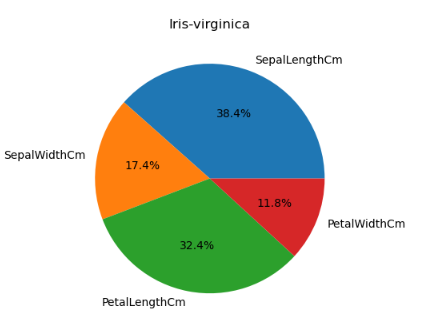 Iris-virginica
SepalLengthCm
38.4%
SepalWidthCm
17.4%
11.8%
PetalWidthCm
32.4%
PetalLengthCm